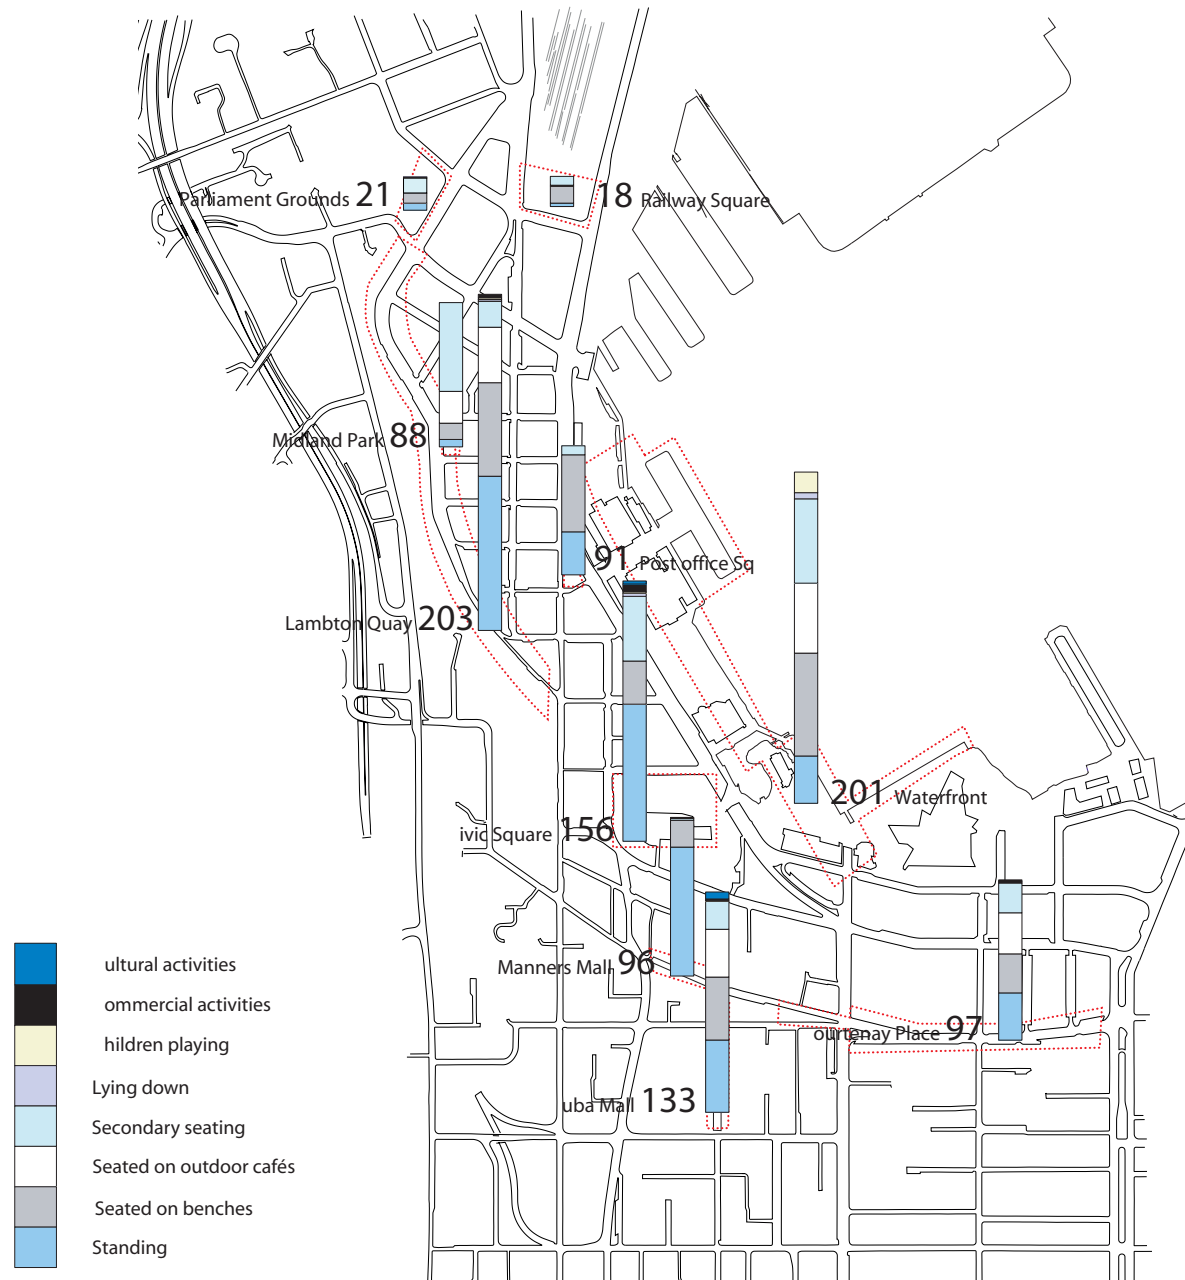 Parliament Grounds 21
18 Railway Square
Midland Park 88
91 Post office Sq
Lambton Quay 203
201 Waterfront
ivic Square 156
Manners Mall 96
ourtenay Place 97
uba Mall 133
ultural activities
ommercial activities
hildren playing
Lying down
Secondary seating
Seated on outdoor cafés
Seated on benches
Standing